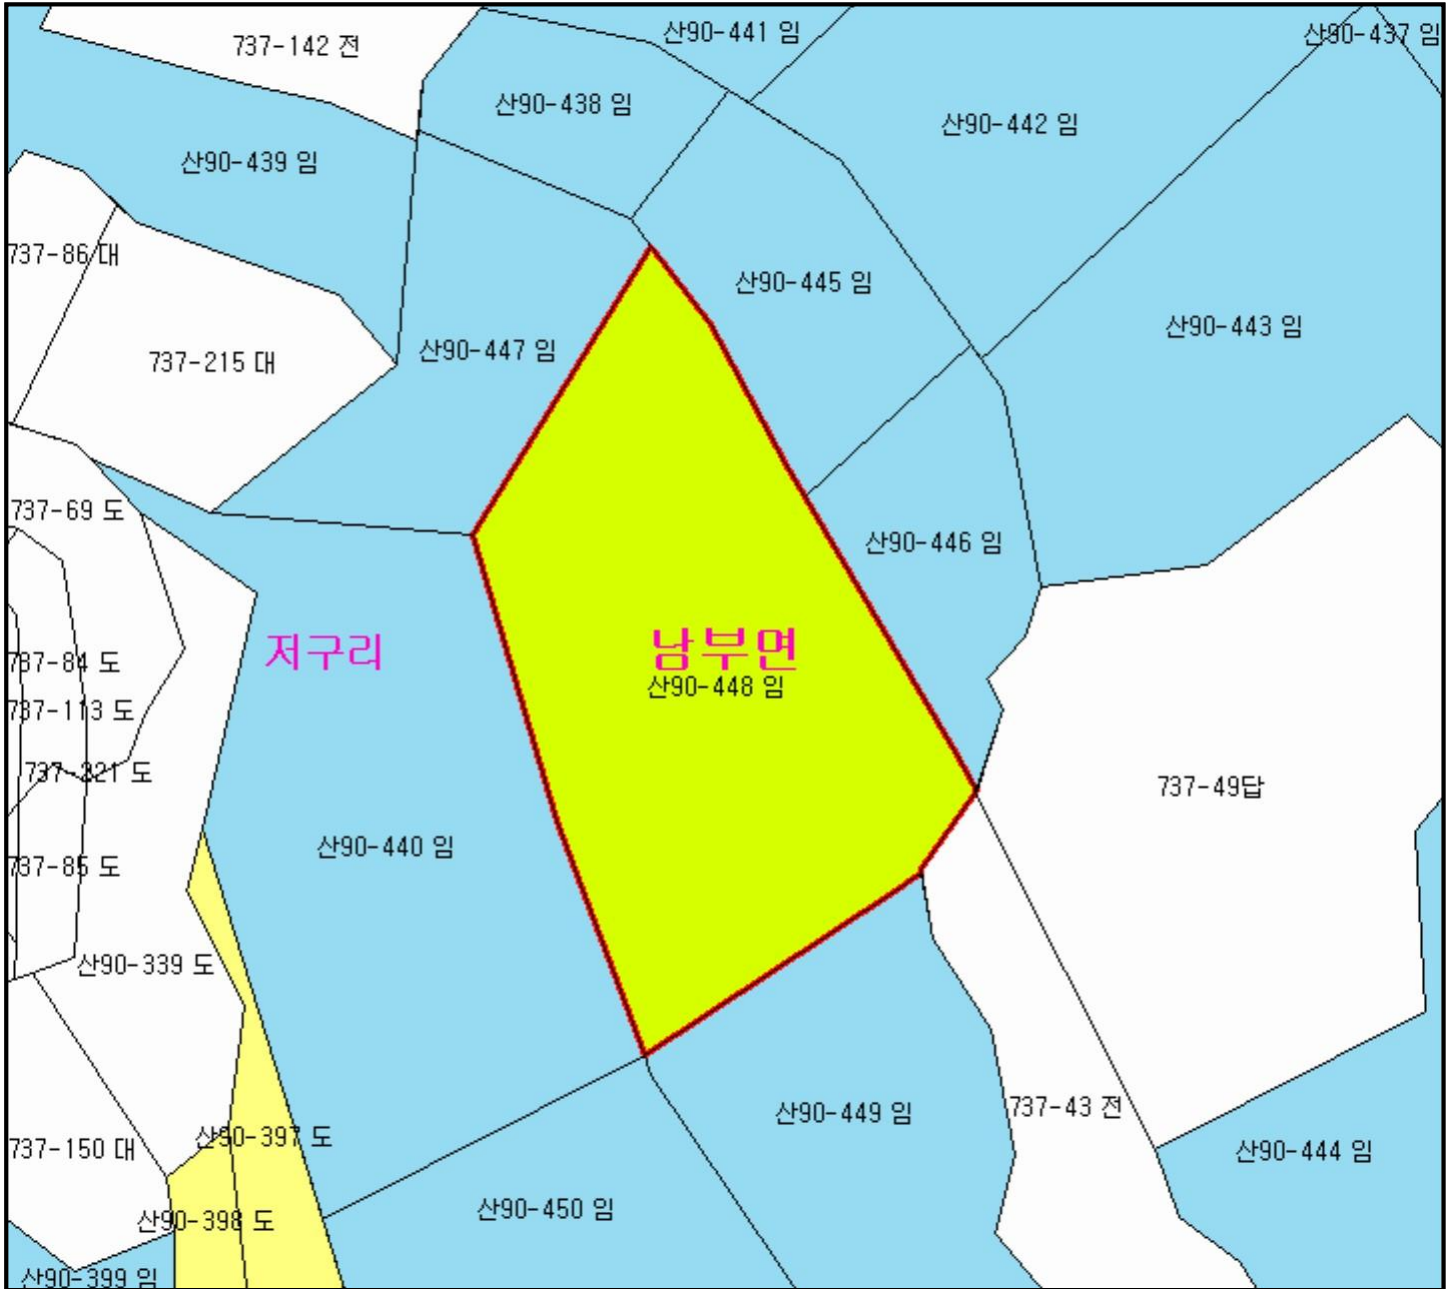 산90-441 임
산90-437 임
737-142 전
산90-438 임
산90-442 임
산90-439 임
737-86 대
산90-445 임
산90-443 임
산90-447 임
737-215 대
737-69 도
산90-446 임
저구리
남부면
737-84 도
산90-448 임
737-113 도
737-221 도
737-49답
산90-440 임
737-85 도
산90-339 도
737-43 전
산90-449 임
산90-397 도
737-150 대
산90-444 임
산90-450 임
산90-398 도
산90-399 임